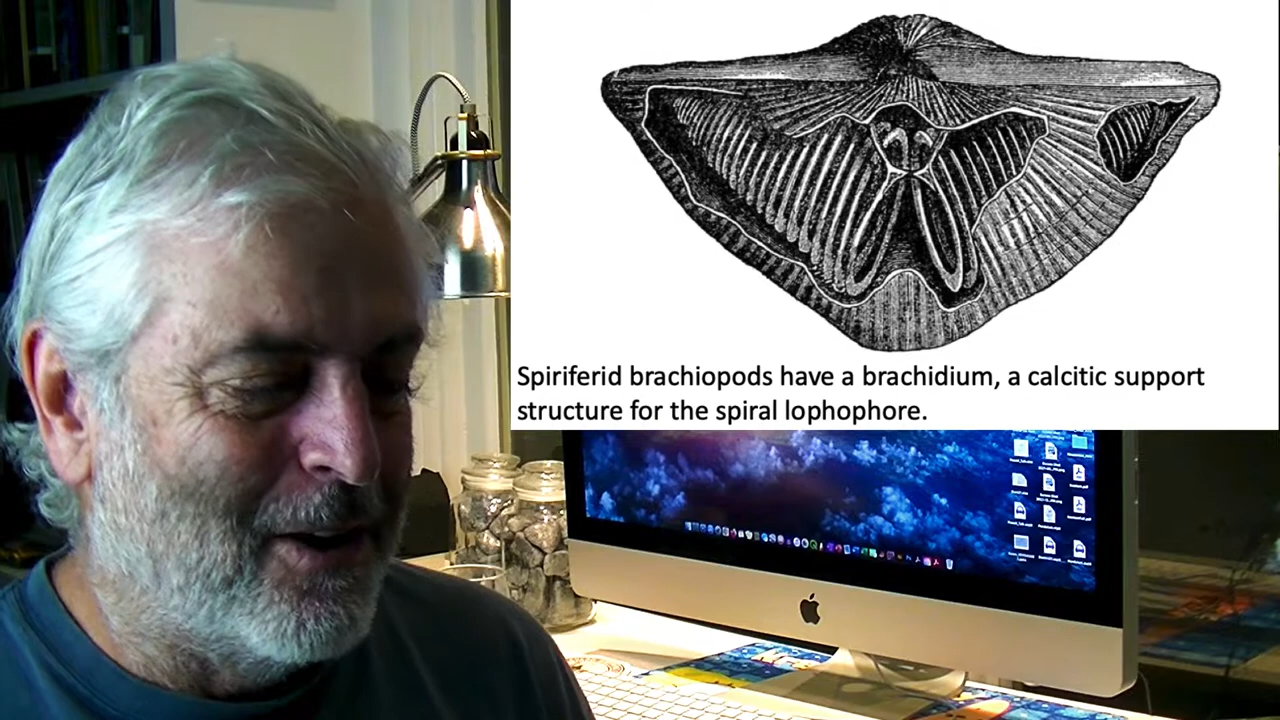 Spiriferid brachiopods have a brachidium, a calcitic support
structure for the spiral lophophore.